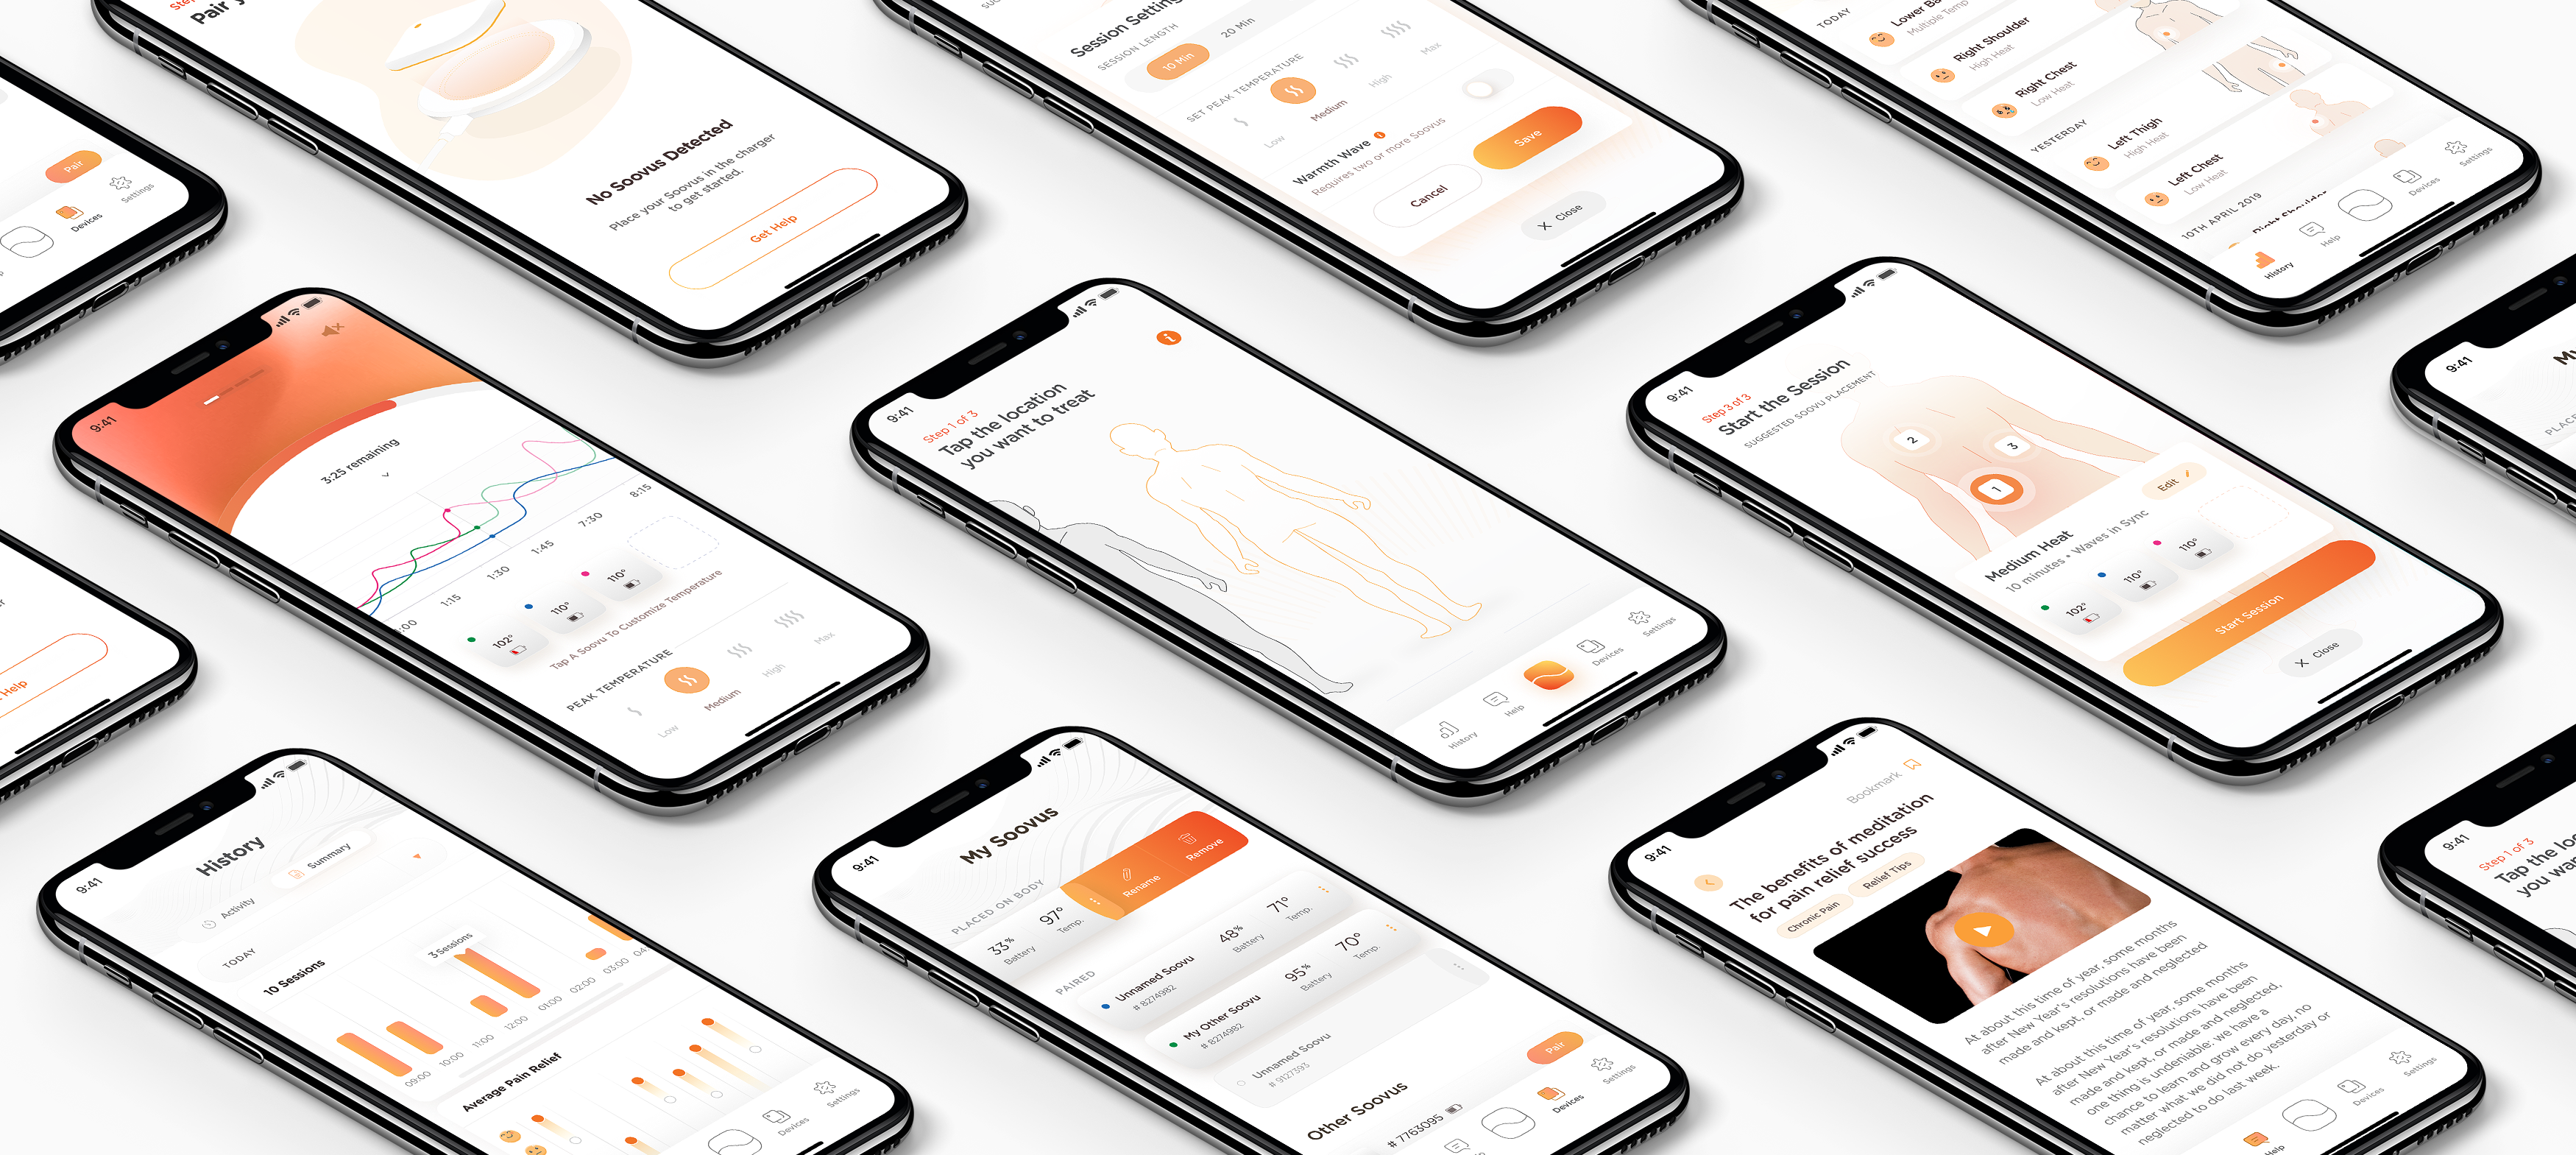 Pair
Devices
Settings
Step
Pair
No Soovus Detected
Place your Soovus in the charger
to get started.
Get Help
Session Setting
SESSION LENGTH
10 Min
20 Min
SET PEAK TEMPERATURE
Low
Medium
High
Max
Warmth Wave
Requires two or more Soovus
Cancel
Save
Close
TODAY
Lower Ba
Multiple Temp
Right Shoulder
High Heat
Right Chest
Low Heat
YESTERDAY
Left Thigh
High Heat
Left Chest
Low Heat
10TH APRIL 2019
Right Shoulder
History
Help
Devices
Settings
Help
9:41
3:25 remaining
1:15
1:30
1:45
7:30
8:15
102°
110°
110°
Tap A Soovu To Customize Temperature
PEAK TEMPERATURE
Low
Medium
High
Max
9:41
Step 1 of 3
Tap the location
you want to treat
History
Help
Devices
Settings
9:41
Step 3 of 3
Start the Session
SUGGESTED SOOVU PLACEMENT
2
3
1
Edit
Medium Heat
10 minutes • Waves in Sync
102°
110°
110°
Start Session
Close
9:41
9:41
History
Activity
Summary
TODAY
10 Sessions
3 Sessions
09:00
10:00
11:00
12:00
01:00
02:00
03:00
Average Pain Relief
Devices
Settings
9:41
My Soovus
PLACED ON BODY
33%
Battery
97°
Temp.
Rename
Remove
PAIRED
Unnamed Soovu
# 8274982
48%
Battery
71°
Temp.
My Other Soovu
# 8274982
95%
Battery
70°
Temp.
Unnamed Soovu
# 9127393
Pair
Other Soovus
# 7763095
Devices
Settings
9:41
Bookmark
The benefits of meditation
for pain relief success
Chronic Pain
Relief Tips
At about this time of year, some months
after New Year's resolutions have been
made and kept, or made and neglected
At about this time of year, some months
after New Year's resolutions have been
made and kept, or made and neglected,
one thing is undeniable: we have a
chance to learn and grow every day, no
matter what we did not do yesterday or
neglected to do last week.
Help
Devices
Settings
9:41
Step 1 of 3
Tap the loc
you wan